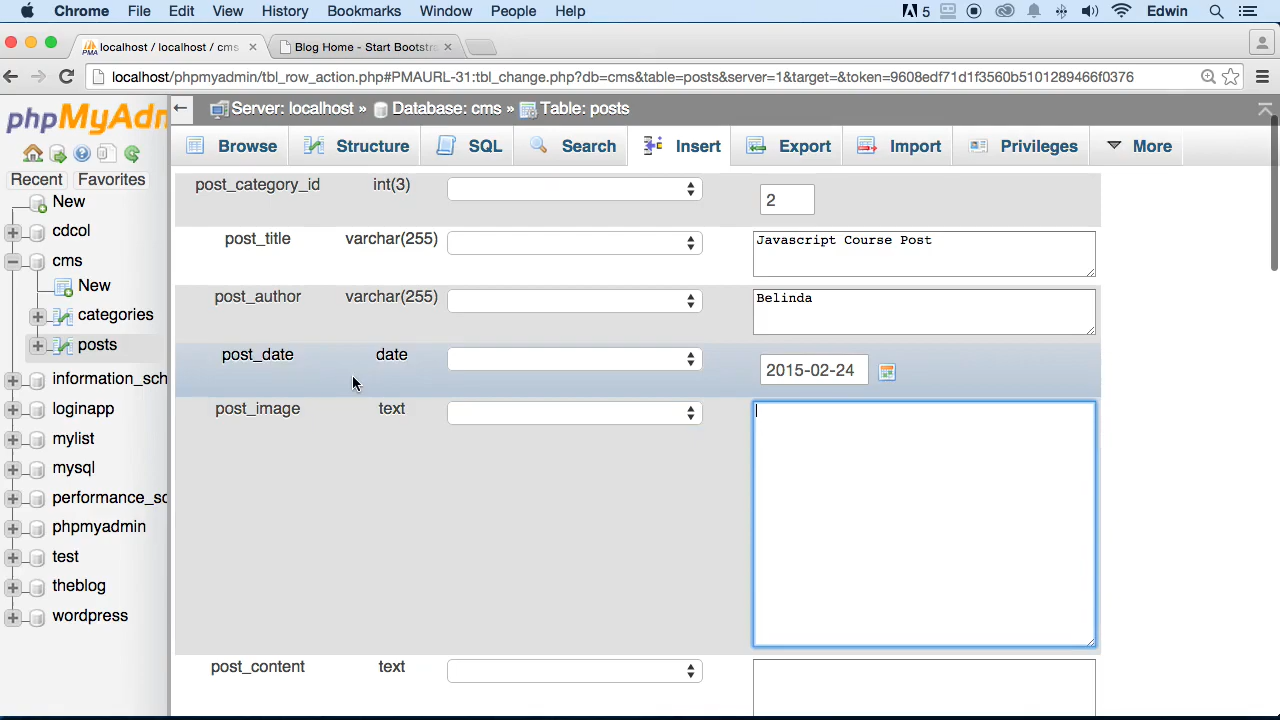 Chrome File Edit View History Bookmarks Window People Help 5 Edwin
localhost / localhost / cms Blog Home - Start Bootstra
localhost/phpmyadmin/tbl_row_action.php#PMAURL-31:tbl_change.php?db=cms&table=posts&server=1&target=&token=9608edf71d1f3560b5101289466f0376
phpMyAdm
Recent Favorites
New
cdcol
cms
New
categories
posts
information_sch
loginapp
mylist
mysql
performance_sc
phpmyadmin
test
theblog
wordpress
Server: localhost » Database: cms » Table: posts
Browse Structure SQL Search Insert Export Import Privileges More
post_category_id int(3) 2
post_title varchar(255) Javascript Course Post
post_author varchar(255) Belinda
post_date date 2015-02-24
post_image text
post_content text